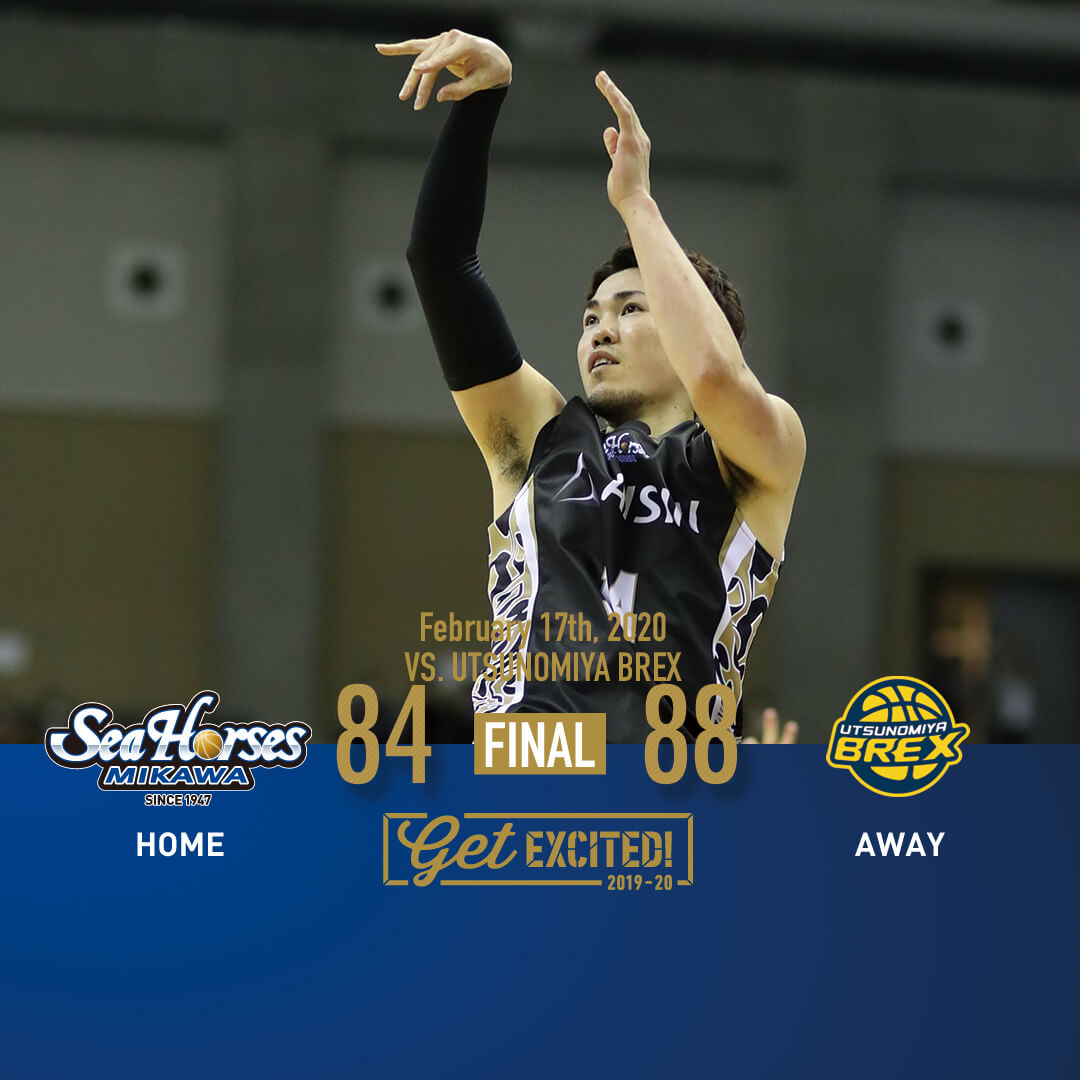 February 17th, 2020
VS. UTSUNOMIYA BREX
SeaHorses
MIKAWA
SINCE 1947
84
FINAL
88
UTSUNOMIYA
BREX
HOME
AWAY
Get EXCITED!
2019-20